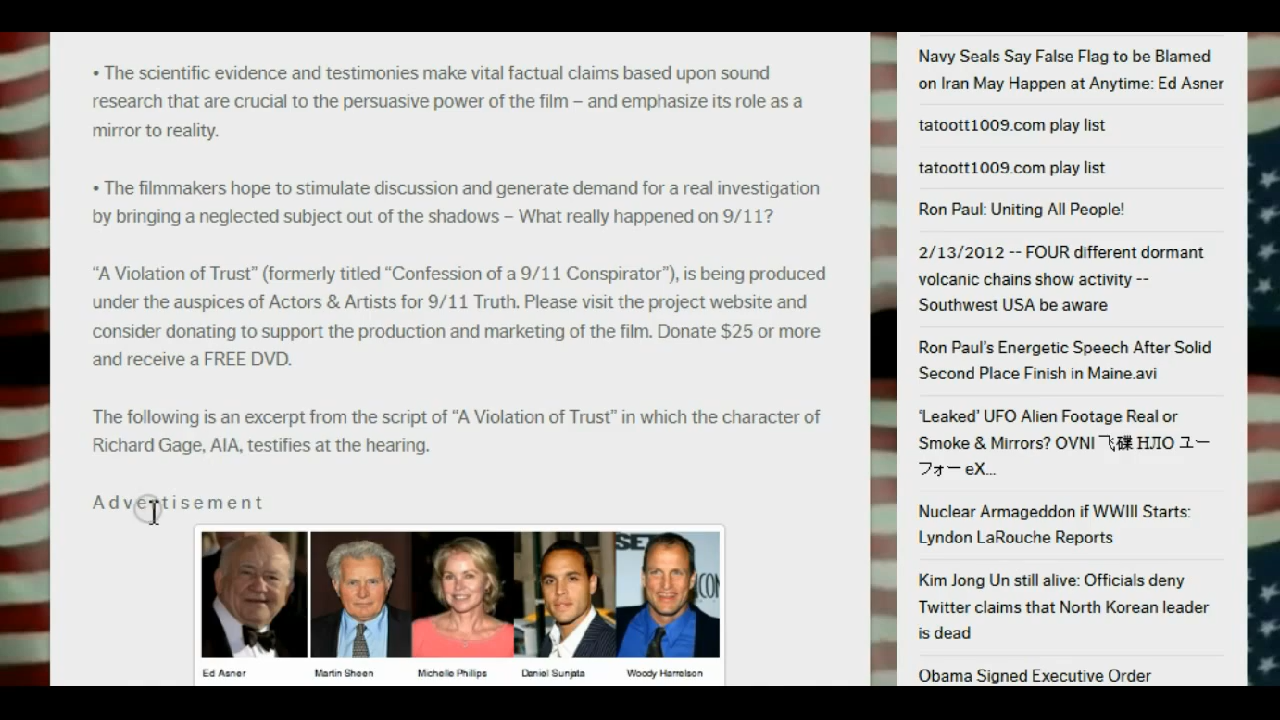 • The scientific evidence and testimonies make vital factual claims based upon sound
research that are crucial to the persuasive power of the film – and emphasize its role as a
mirror to reality.
• The filmmakers hope to stimulate discussion and generate demand for a real investigation
by bringing a neglected subject out of the shadows – What really happened on 9/11?
“A Violation of Trust” (formerly titled “Confession of a 9/11 Conspirator”), is being produced
under the auspices of Actors & Artists for 9/11 Truth. Please visit the project website and
consider donating to support the production and marketing of the film. Donate $25 or more
and receive a FREE DVD.
The following is an excerpt from the script of “A Violation of Trust” in which the character of
Richard Gage, AIA, testifies at the hearing.
Advertisement
Ed Asner
Martin Sheen
Michelle Phillips
Daniel Sunjata
Woody Harrelson
Navy Seals Say False Flag to be Blamed
on Iran May Happen at Anytime: Ed Asner
tatoott1009.com play list
tatoott1009.com play list
Ron Paul: Uniting All People!
2/13/2012 -- FOUR different dormant
volcanic chains show activity --
Southwest USA be aware
Ron Paul's Energetic Speech After Solid
Second Place Finish in Maine.avi
‘Leaked’ UFO Alien Footage Real or
Smoke & Mirrors? OVNI 飞碟 НЛО ユー
フォー eX...
Nuclear Armageddon if WWIII Starts:
Lyndon LaRouche Reports
Kim Jong Un still alive: Officials deny
Twitter claims that North Korean leader
is dead
Obama Signed Executive Order